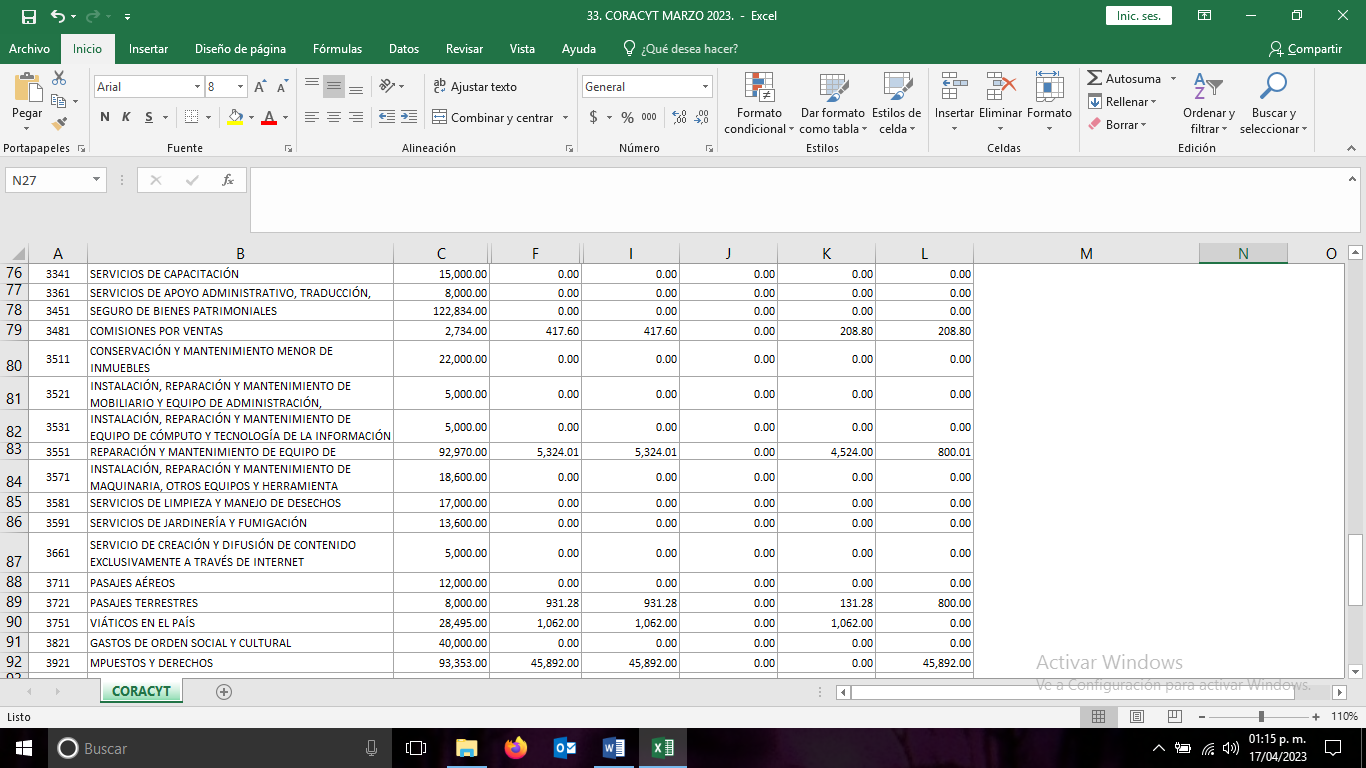 33. CORACYT MARZO 2023. - Excel
Inic. ses.
Archivo Inicio Insertar Diseño de página Fórmulas Datos Revisar Vista Ayuda ¿Qué desea hacer? Compartir
Pegar
Arial 8
N K S
Ajustar texto
Combinar y centrar
General
$ % 000
Formato condicional
Dar formato como tabla
Estilos de celda
Insertar Eliminar Formato
Autosuma
Rellenar
Borrar
Ordenar y filtrar
Buscar y seleccionar
Portapapeles Fuente Alineación Número Estilos Celdas Edición
N27
fx
A B C F I J K L M N O
76 3341 SERVICIOS DE CAPACITACIÓN 15,000.00 0.00 0.00 0.00 0.00 0.00
77 3361 SERVICIOS DE APOYO ADMINISTRATIVO, TRADUCCIÓN, 8,000.00 0.00 0.00 0.00 0.00 0.00
78 3451 SEGURO DE BIENES PATRIMONIALES 122,834.00 0.00 0.00 0.00 0.00 0.00
79 3481 COMISIONES POR VENTAS 2,734.00 417.60 417.60 0.00 208.80 208.80
80 3511 CONSERVACIÓN Y MANTENIMIENTO MENOR DE
INMUEBLES 22,000.00 0.00 0.00 0.00 0.00 0.00
81 3521 INSTALACIÓN, REPARACIÓN Y MANTENIMIENTO DE
MOBILIARIO Y EQUIPO DE ADMINISTRACIÓN, 5,000.00 0.00 0.00 0.00 0.00 0.00
82 3531 INSTALACIÓN, REPARACIÓN Y MANTENIMIENTO DE
EQUIPO DE CÓMPUTO Y TECNOLOGÍA DE LA INFORMACIÓN 5,000.00 0.00 0.00 0.00 0.00 0.00
83 3551 REPARACIÓN Y MANTENIMIENTO DE EQUIPO DE 92,970.00 5,324.01 5,324.01 0.00 4,524.00 800.01
84 3571 INSTALACIÓN, REPARACIÓN Y MANTENIMIENTO DE
MAQUINARIA, OTROS EQUIPOS Y HERRAMIENTA 18,600.00 0.00 0.00 0.00 0.00 0.00
85 3581 SERVICIOS DE LIMPIEZA Y MANEJO DE DESECHOS 17,000.00 0.00 0.00 0.00 0.00 0.00
86 3591 SERVICIOS DE JARDINERÍA Y FUMIGACIÓN 13,600.00 0.00 0.00 0.00 0.00 0.00
87 3661 SERVICIO DE CREACIÓN Y DIFUSIÓN DE CONTENIDO
EXCLUSIVAMENTE A TRAVÉS DE INTERNET 5,000.00 0.00 0.00 0.00 0.00 0.00
88 3711 PASAJES AÉREOS 12,000.00 0.00 0.00 0.00 0.00 0.00
89 3721 PASAJES TERRESTRES 8,000.00 931.28 931.28 0.00 131.28 800.00
90 3751 VIÁTICOS EN EL PAÍS 28,495.00 1,062.00 1,062.00 0.00 1,062.00 0.00
91 3821 GASTOS DE ORDEN SOCIAL Y CULTURAL 40,000.00 0.00 0.00 0.00 0.00 0.00
92 3921 MPUESTOS Y DERECHOS 93,353.00 45,892.00 45,892.00 0.00 0.00 45,892.00
Activar Windows
Ve a Configuración para activar Windows.
CORACYT
Listo
110%
Buscar
01:15 p. m.
17/04/2023